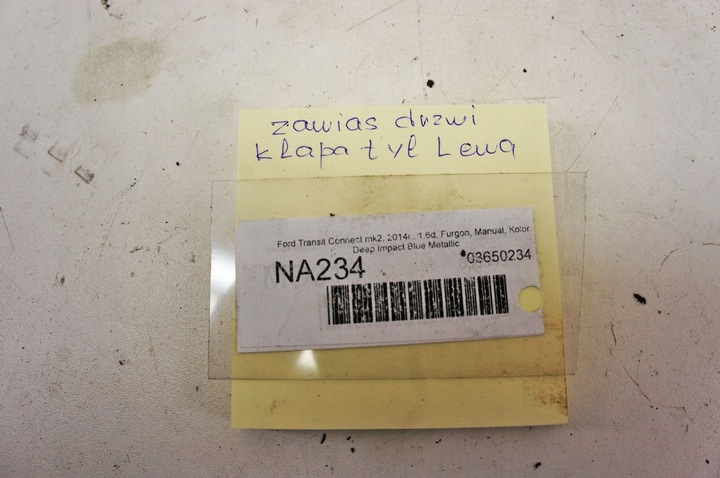 zawias drzwi
klapa tył Lewa
Ford Transit Connect mk2, 2014r., 1.6d, Furgon, Manual, Kolor
Deep Impact Blue Metallic
NA234
*03650234